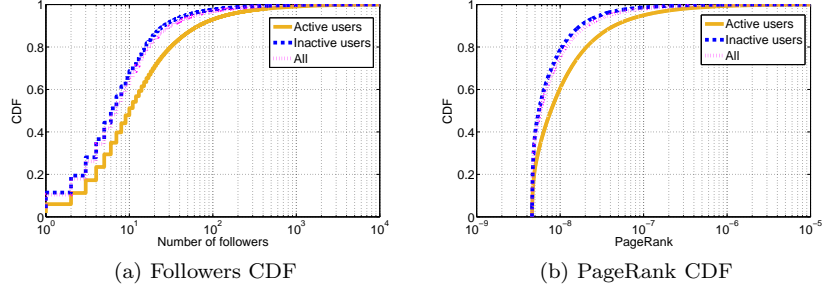 1
0.8
0.6
0.4
0.2
0
CDF
10^0
10^1
10^2
10^3
10^4
Number of followers
Active users
Inactive users
All
(a) Followers CDF
1
0.8
0.6
0.4
0.2
0
CDF
10^-9
10^-8
10^-7
10^-6
10^-5
PageRank
Active users
Inactive users
All
(b) PageRank CDF